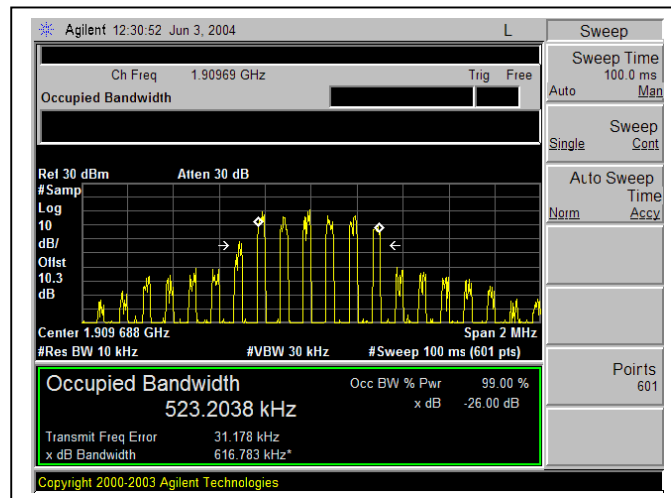 Agilent 12:30:52 Jun 3, 2004 L
Sweep
Ch Freq 1.90969 GHz Trig Free
Occupied Bandwidth
Sweep Time
100.0 ms
Auto Man
Sweep
Single Cont
Auto Sweep
Time
Norm Accy
Points
601
Ref 30 dBm Atten 30 dB
#Samp
Log
10
dB/
Offst
10.3
dB
Center 1.909 688 GHz Span 2 MHz
#Res BW 10 kHz #VBW 30 kHz #Sweep 100 ms (601 pts)
Occupied Bandwidth Occ BW % Pwr 99.00 %
523.2038 kHz x dB -26.00 dB
Transmit Freq Error 31.178 kHz
x dB Bandwidth 616.783 kHz*
Copyright 2000-2003 Agilent Technologies